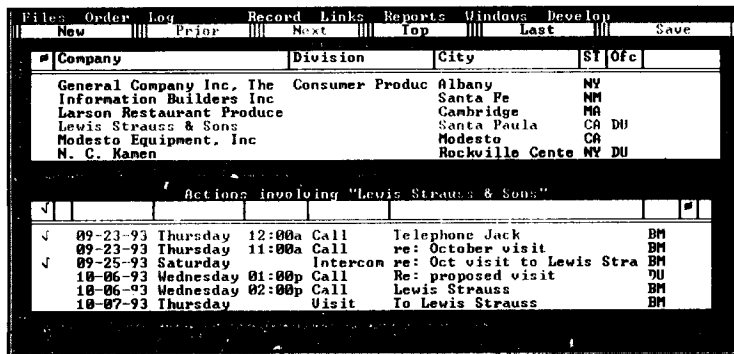 Files Order Log Record Links Reports Windows Develop
New Prior Next Top Last Save
Company Division City ST Ofc
General Company Inc, The Consumer Produc Albany NY
Information Builders Inc Santa Fe NM
Larson Restaurant Produce Cambridge MA
Lewis Strauss & Sons Santa Paula CA DU
Modesto Equipment, Inc Modesto CA
N. C. Kamen Rockville Cente NY DU
Actions involving "Lewis Strauss & Sons"
√ 09-23-93 Thursday 12:00a Call Telephone Jack BM
09-23-93 Thursday 11:00a Call re: October visit BM
√ 09-25-93 Saturday Intercom re: Oct visit to Lewis Stra BM
10-06-93 Wednesday 01:00p Call Re: proposed visit DU
10-06-93 Wednesday 02:00p Call Lewis Strauss BM
10-07-93 Thursday Visit To Lewis Strauss BM